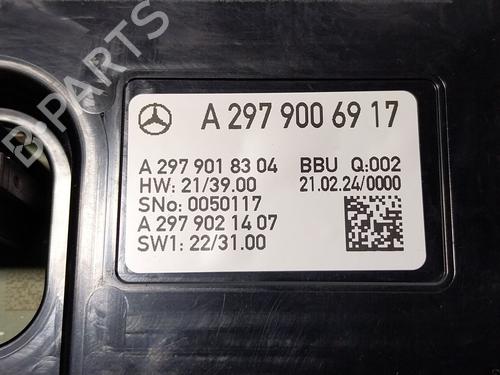 A 297 900 69 17
A 297 901 83 04 BBU Q:002
HW: 21/39.00 21.02.24/0000
SNo: 0050117
A 297 902 14 07
SW1: 22/31.00
B-PARTS